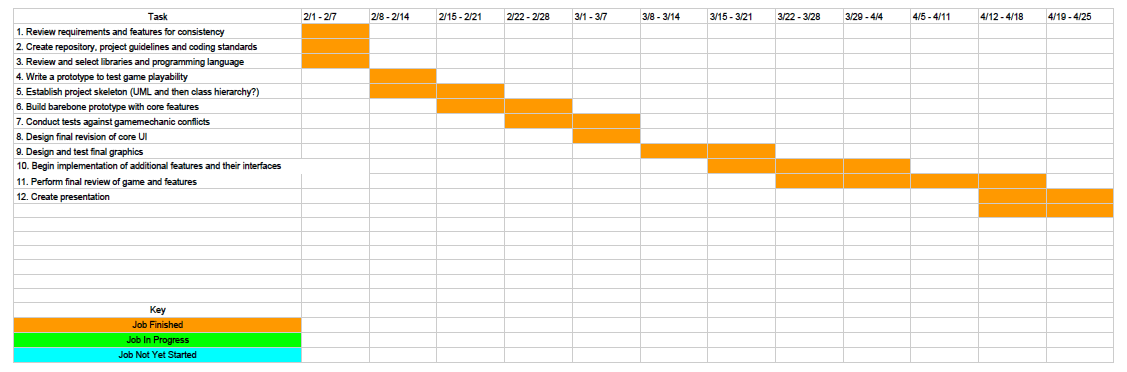 Task 2/1 - 2/7 2/8 - 2/14 2/15 - 2/21 2/22 - 2/28 3/1 - 3/7 3/8 - 3/14 3/15 - 3/21 3/22 - 3/28 3/29 - 4/4 4/5 - 4/11 4/12 - 4/18 4/19 - 4/25
1. Review requirements and features for consistency
2. Create repository, project guidelines and coding standards
3. Review and select libraries and programming language
4. Write a prototype to test game playability
5. Establish project skeleton (UML and then class hierarchy?)
6. Build barebone prototype with core features
7. Conduct tests against gamemechanic conflicts
8. Design final revision of core UI
9. Design and test final graphics
10. Begin implementation of additional features and their interfaces
11. Perform final review of game and features
12. Create presentation
Key
Job Finished
Job In Progress
Job Not Yet Started